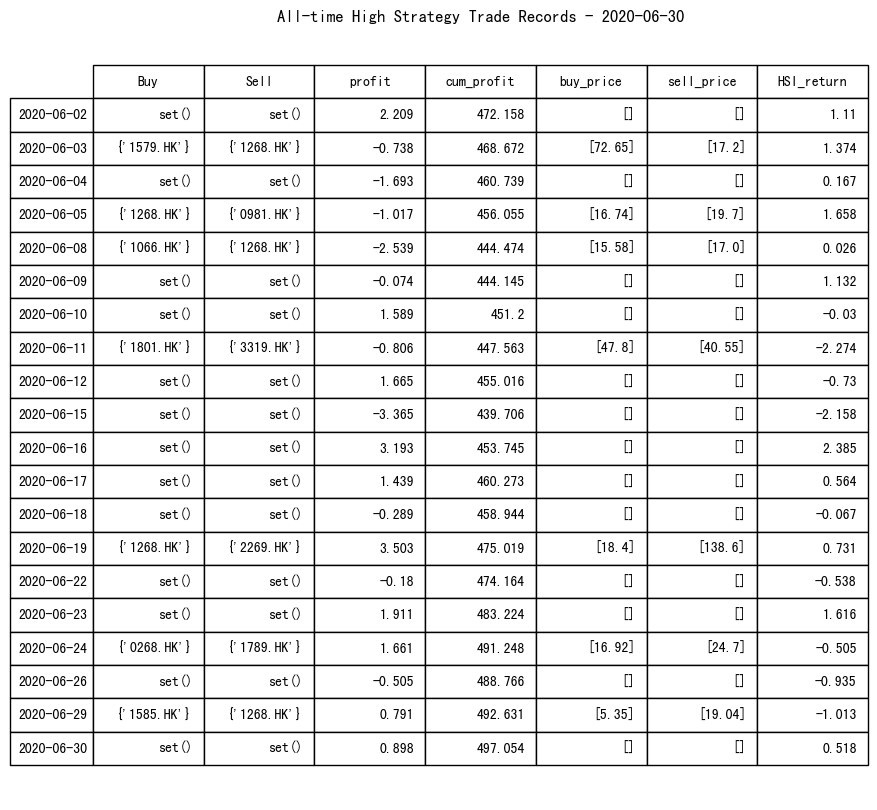 All-time High Strategy Trade Records - 2020-06-30
Buy Sell profit cum_profit buy_price sell_price HSI_return
2020-06-02 set() set() 2.209 472.158 [] [] 1.11
2020-06-03 {'1579.HK'} {'1268.HK'} -0.738 468.672 [72.65] [17.2] 1.374
2020-06-04 set() set() -1.693 460.739 [] [] 0.167
2020-06-05 {'1268.HK'} {'0981.HK'} -1.017 456.055 [16.74] [19.7] 1.658
2020-06-08 {'1066.HK'} {'1268.HK'} -2.539 444.474 [15.58] [17.0] 0.026
2020-06-09 set() set() -0.074 444.145 [] [] 1.132
2020-06-10 set() set() 1.589 451.2 [] [] -0.03
2020-06-11 {'1801.HK'} {'3319.HK'} -0.806 447.563 [47.8] [40.55] -2.274
2020-06-12 set() set() 1.665 455.016 [] [] -0.73
2020-06-15 set() set() -3.365 439.706 [] [] -2.158
2020-06-16 set() set() 3.193 453.745 [] [] 2.385
2020-06-17 set() set() 1.439 460.273 [] [] 0.564
2020-06-18 set() set() -0.289 458.944 [] [] -0.067
2020-06-19 {'1268.HK'} {'2269.HK'} 3.503 475.019 [18.4] [138.6] 0.731
2020-06-22 set() set() -0.18 474.164 [] [] -0.538
2020-06-23 set() set() 1.911 483.224 [] [] 1.616
2020-06-24 {'0268.HK'} {'1789.HK'} 1.661 491.248 [16.92] [24.7] -0.505
2020-06-26 set() set() -0.505 488.766 [] [] -0.935
2020-06-29 {'1585.HK'} {'1268.HK'} 0.791 492.631 [5.35] [19.04] -1.013
2020-06-30 set() set() 0.898 497.054 [] [] 0.518